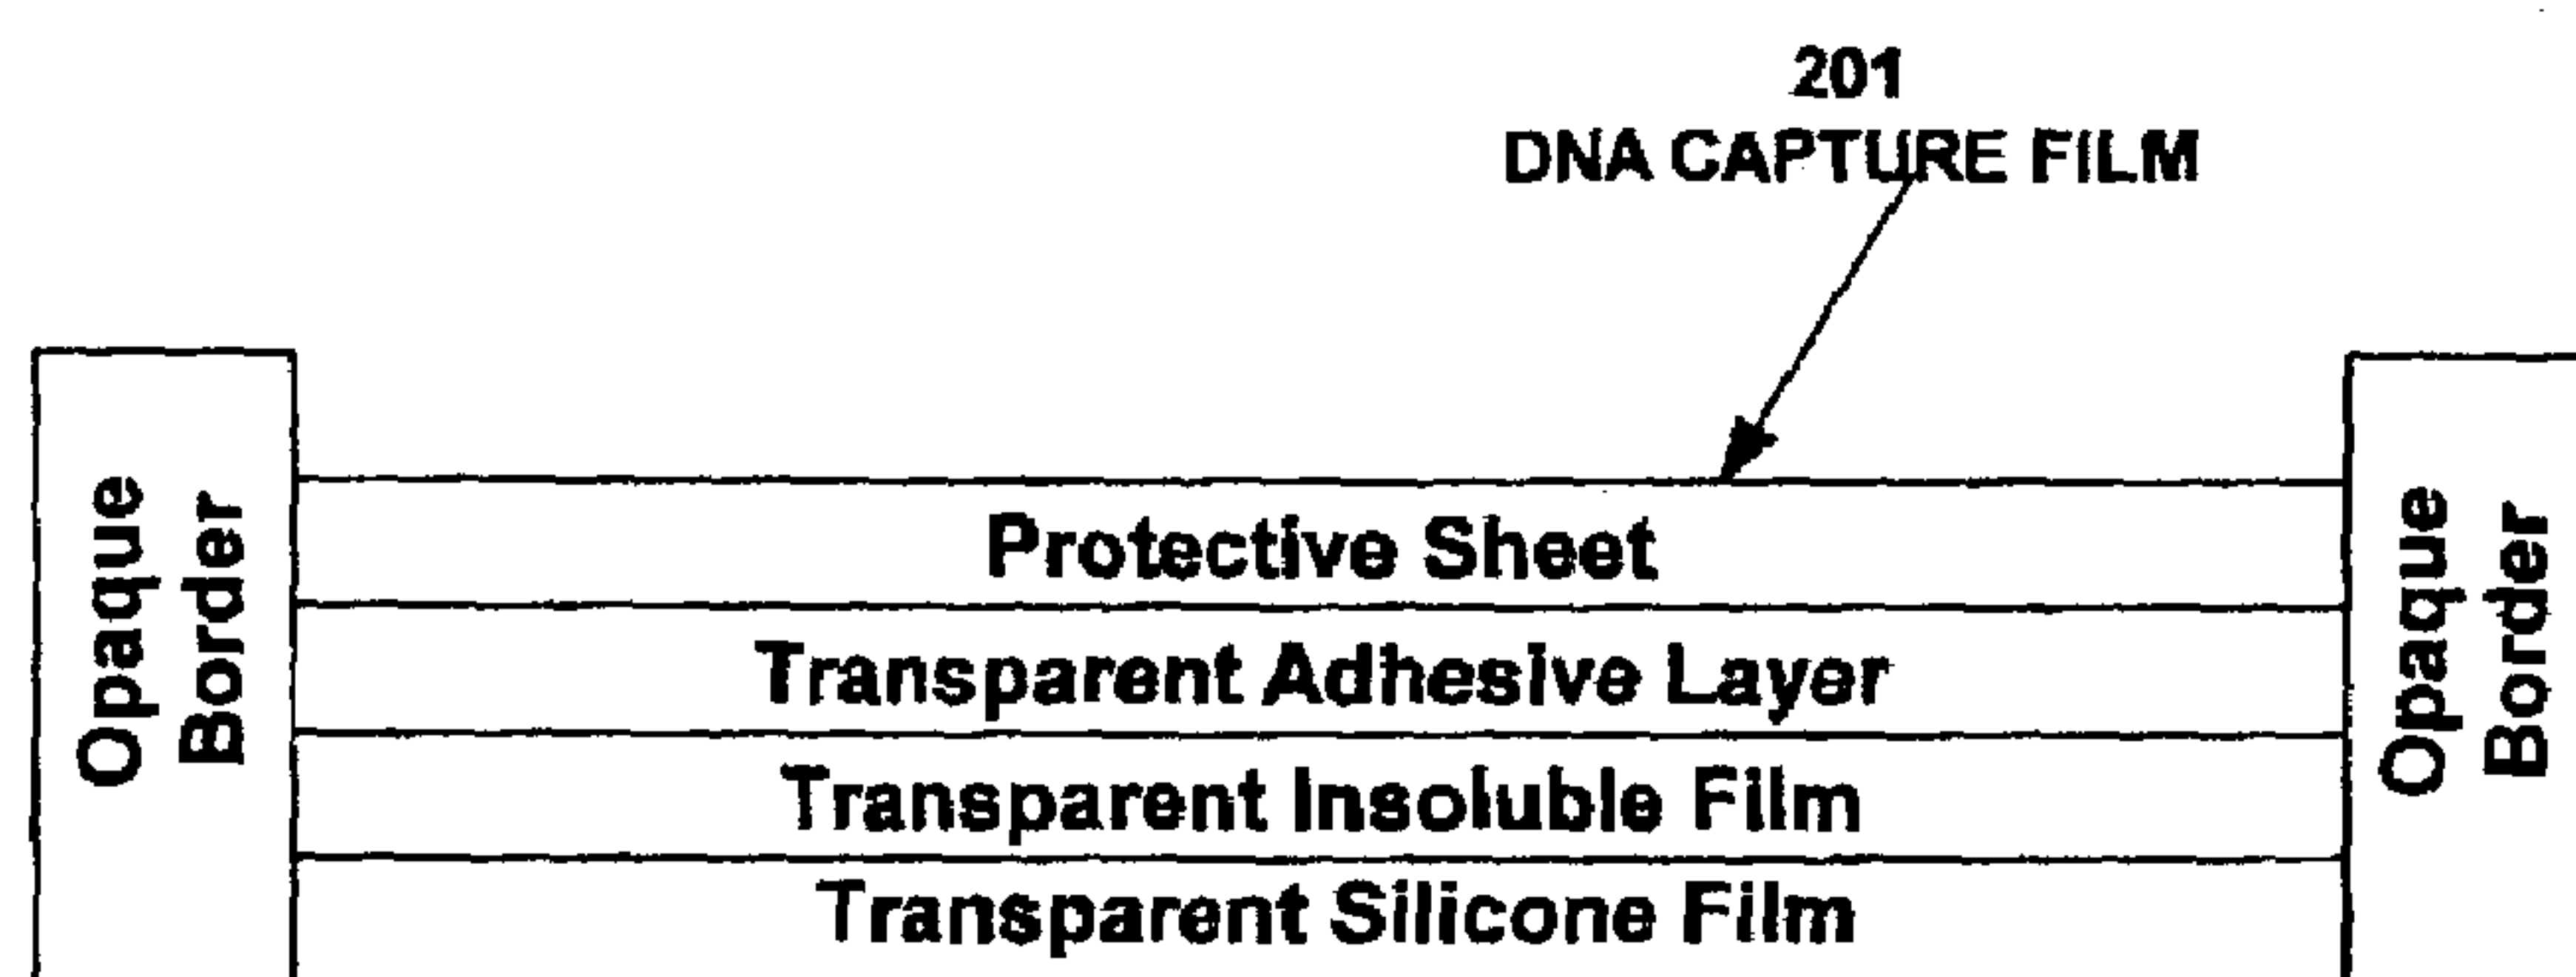 201
DNA CAPTURE FILM
Opaque
Border
Protective Sheet
Transparent Adhesive Layer
Transparent Insoluble Film
Transparent Silicone Film
Opaque
Border